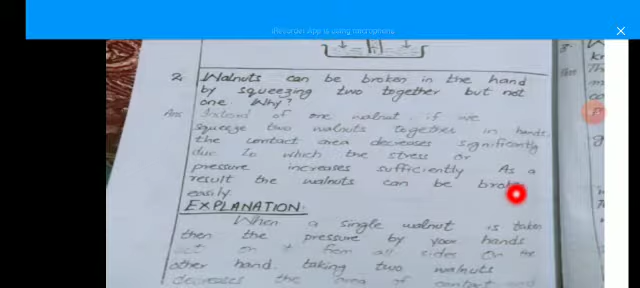 iRecorder App is using microphone
Q: Walnuts can be broken in the hand
by squeezing two together but not
one Why?
Ans Instead of one walnut, if we
squeeze two walnuts together in hands
the contact area decreases significantly
due to which the stress or
pressure increases sufficiently As a
result the walnuts can be broken
easily
EXPLANATION:
When a single walnut is taken
then the pressure by your hands
act on it from all sides On the
other hand, taking two walnuts
decreases the area of contact and